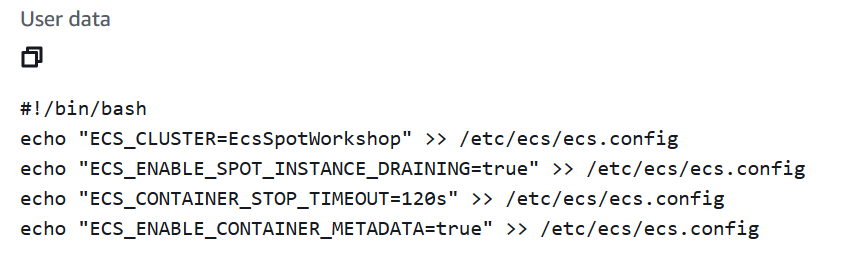 User data
#!/bin/bash
echo "ECS_CLUSTER=EcsSpotWorkshop" >> /etc/ecs/ecs.config
echo "ECS_ENABLE_SPOT_INSTANCE_DRAINING=true" >> /etc/ecs/ecs.config
echo "ECS_CONTAINER_STOP_TIMEOUT=120s" >> /etc/ecs/ecs.config
echo "ECS_ENABLE_CONTAINER_METADATA=true" >> /etc/ecs/ecs.config